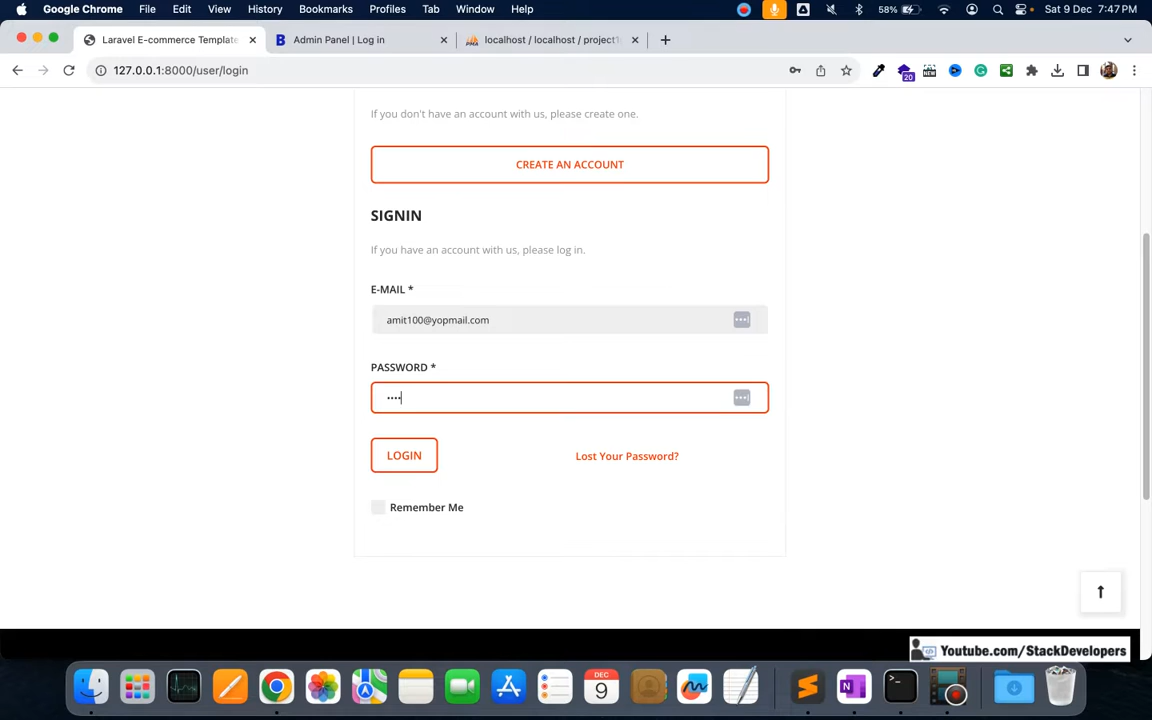 Google Chrome File Edit View History Bookmarks Profiles Tab Window Help 58% Sat 9 Dec 7:47 PM
Laravel E-commerce Template Admin Panel | Log in localhost / localhost / project1
127.0.0.1:8000/user/login
20 NEW
If you don't have an account with us, please create one.
CREATE AN ACCOUNT
SIGNIN
If you have an account with us, please log in.
E-MAIL *
amit100@yopmail.com
PASSWORD *
••••
LOGIN Lost Your Password?
Remember Me
Youtube.com/StackDevelopers
DEC
9